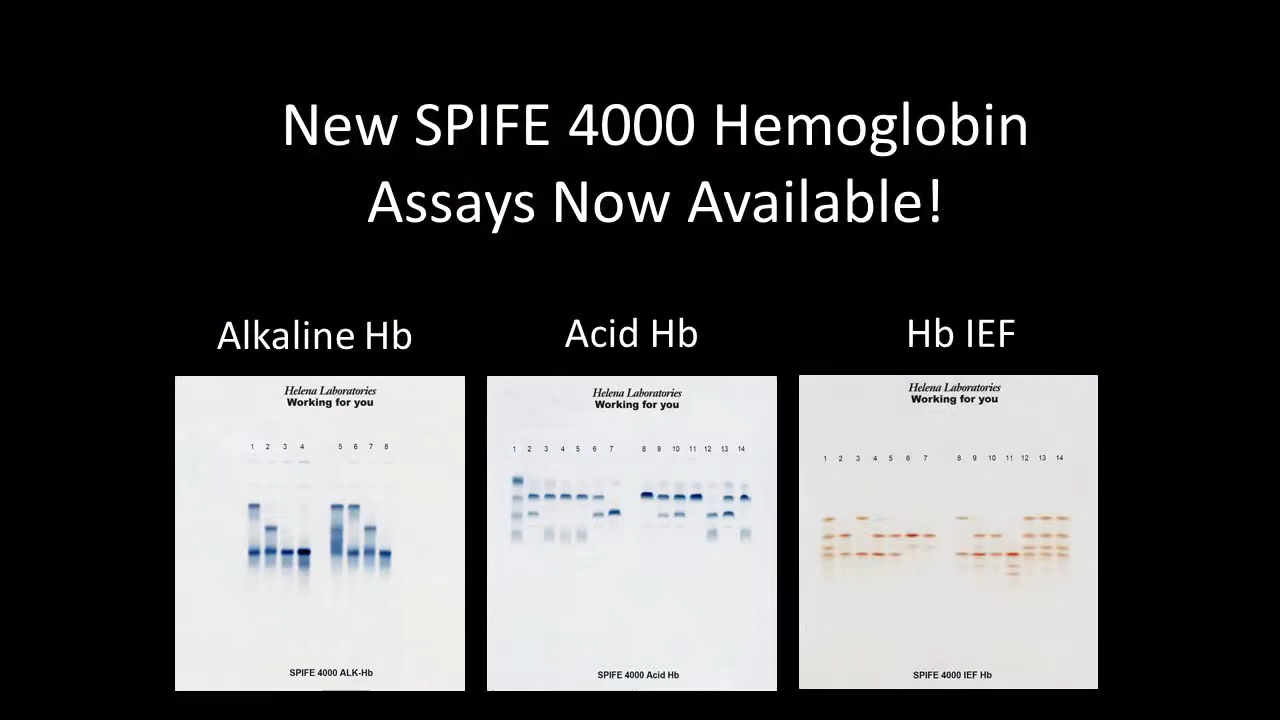 New SPIFE 4000 Hemoglobin
Assays Now Available!
Alkaline Hb
Helena Laboratories
Working for you
1 2 3 4 5 6 7 8
SPIFE 4000 ALK-Hb
Acid Hb
Helena Laboratories
Working for you
1 2 3 4 5 6 7 8 9 10 11 12 13 14
SPIFE 4000 Acid Hb
Hb IEF
Helena Laboratories
Working for you
1 2 3 4 5 6 7 8 9 10 11 12 13 14
SPIFE 4000 IEF Hb